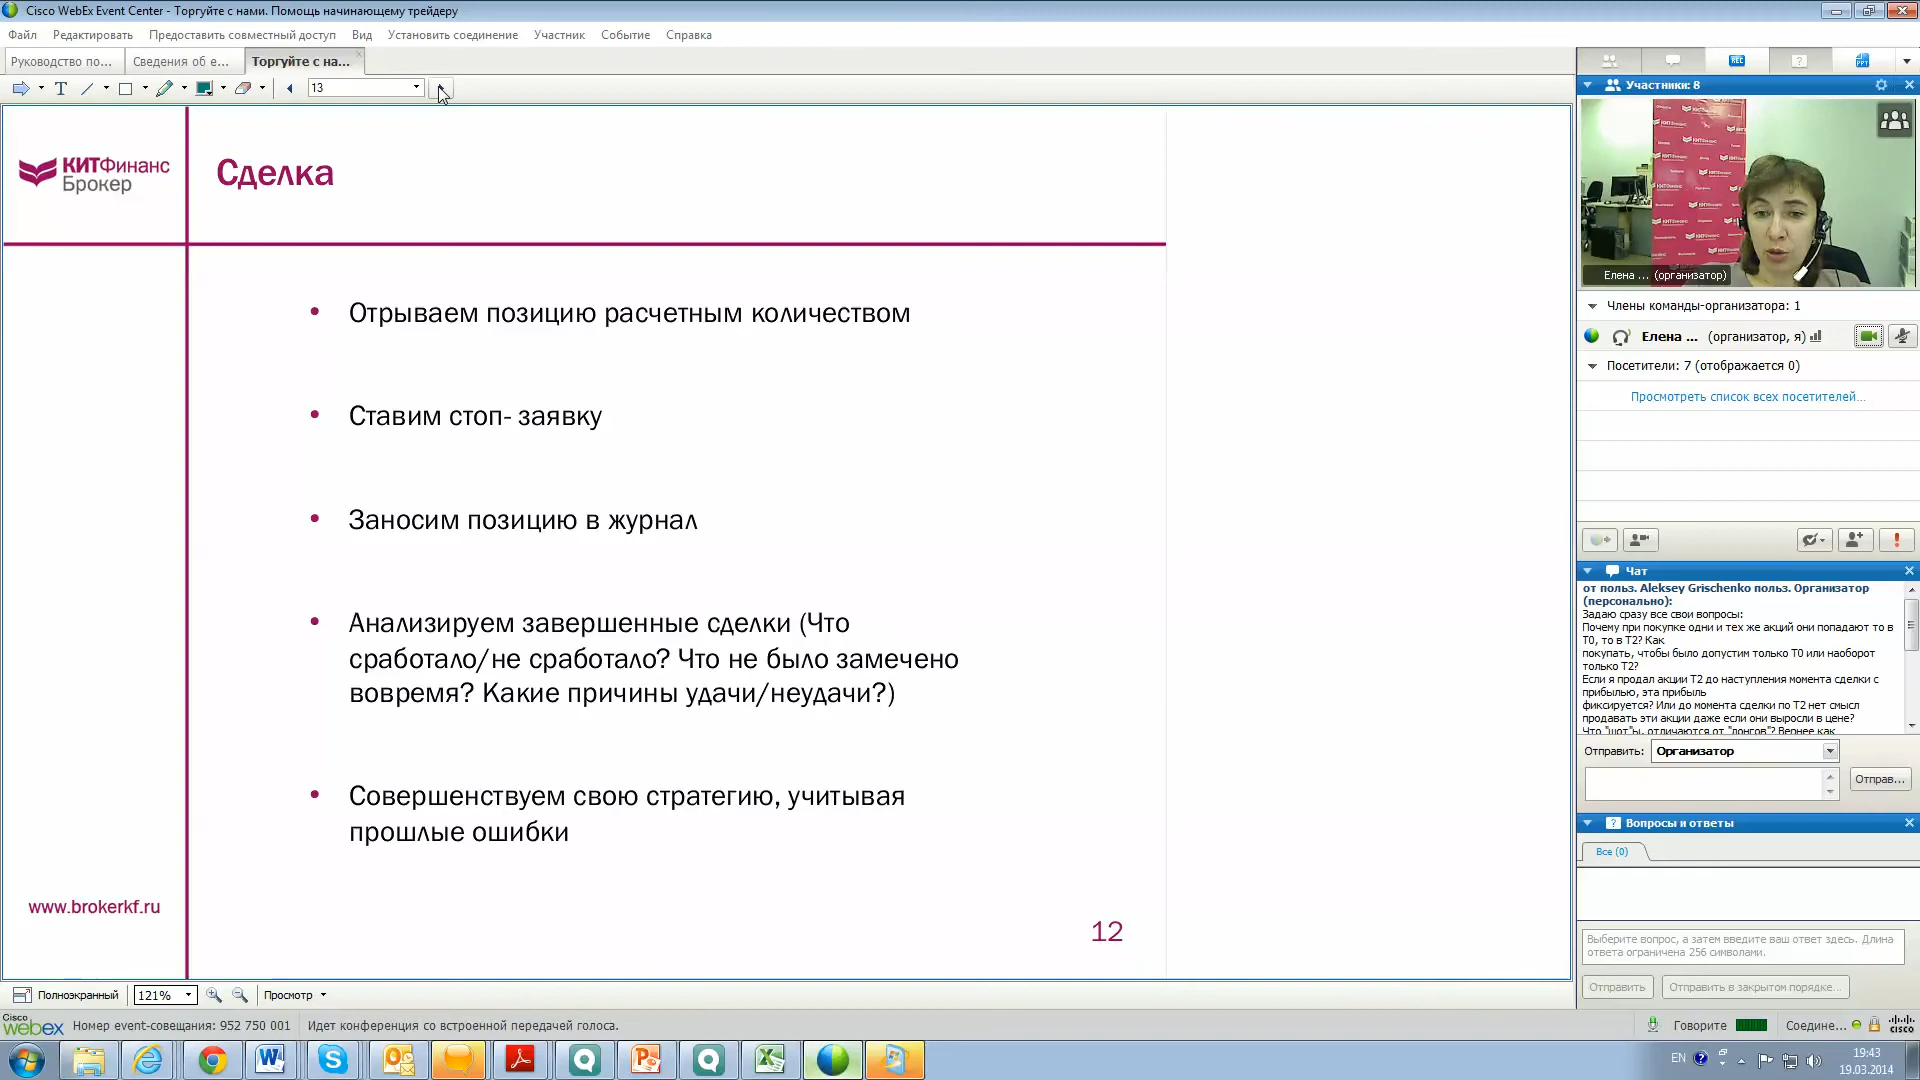 Cisco WebEx Event Center - Торгуйте с нами. Помощь начинающему трейдеру
Файл Редактировать Предоставить совместный доступ Вид Установить соединение Участник Событие Справка
Руководство по... Сведения об е... Торгуйте с на...
13
КИТФинанс
Брокер
Сделка
• Отрываем позицию расчетным количеством
• Ставим стоп- заявку
• Заносим позицию в журнал
• Анализируем завершенные сделки (Что
сработало/не сработало? Что не было замечено
вовремя? Какие причины удачи/неудачи?)
• Совершенствуем свою стратегию, учитывая
прошлые ошибки
www.brokerkf.ru
12
Полноэкранный 121% Просмотр
Cisco
webex
Номер event-совещания: 952 750 001 Идет конференция со встроенной передачей голоса.
REC
PPT
Участники: 8
Елена ... (организатор)
Члены команды-организатора: 1
Елена ... (организатор, я)
Посетители: 7 (отображается 0)
Просмотреть список всех посетителей...
Чат
от польз. Aleksey Grischenko польз. Организатор
(персонально):
Задаю сразу все свои вопросы:
Почему при покупке одни и тех же акций они попадают то в
Т0, то в Т2? Как
покупать, чтобы было допустим только Т0 или наоборот
только Т2?
Если я продал акции Т2 до наступления момента сделки с
прибылью, эта прибыль
фиксируется? Или до момента сделки по Т2 нет смысл
продавать эти акции даже если они выросли в цене?
Что "шот"ы, отличаются от "лонгов"? Вернее как
Отправить: Организатор
Отправ...
Вопросы и ответы
Все (0)
Выберите вопрос, а затем введите ваш ответ здесь. Длина
ответа ограничена 256 символами.
Отправить Отправить в закрытом порядке...
Говорите Соедине...
cisco
EN
19:43
19.03.2014